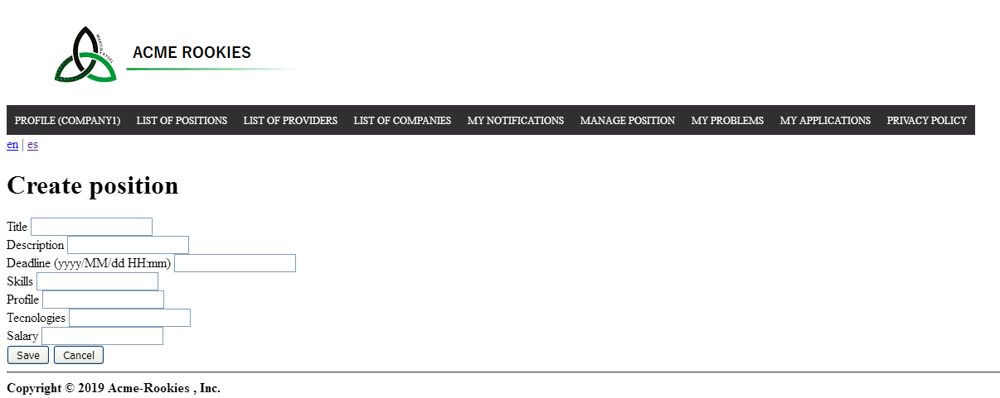 ACME ROOKIES
PROFILE (COMPANY1) LIST OF POSITIONS LIST OF PROVIDERS LIST OF COMPANIES MY NOTIFICATIONS MANAGE POSITION MY PROBLEMS MY APPLICATIONS PRIVACY POLICY
en | es
Create position
Title
Description
Deadline (yyyy/MM/dd HH:mm)
Skills
Profile
Tecnologies
Salary
Save Cancel
Copyright © 2019 Acme-Rookies , Inc.